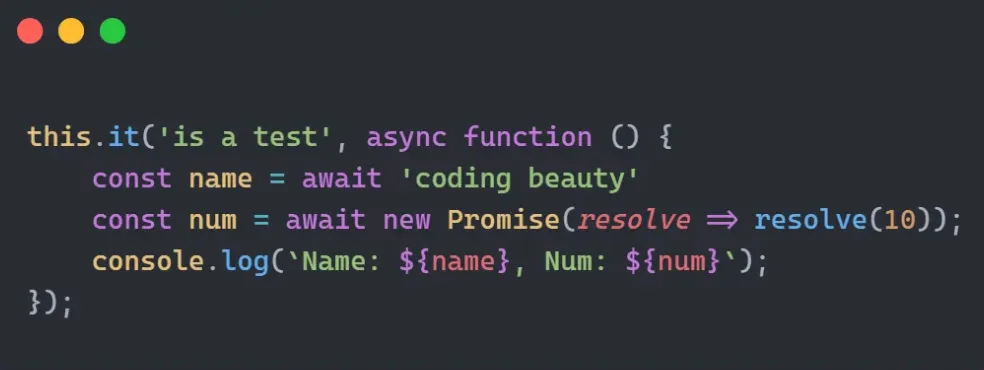 this.it('is a test', async function () {
    const name = await 'coding beauty'
    const num = await new Promise(resolve => resolve(10));
    console.log(`Name: ${name}, Num: ${num}`);
});